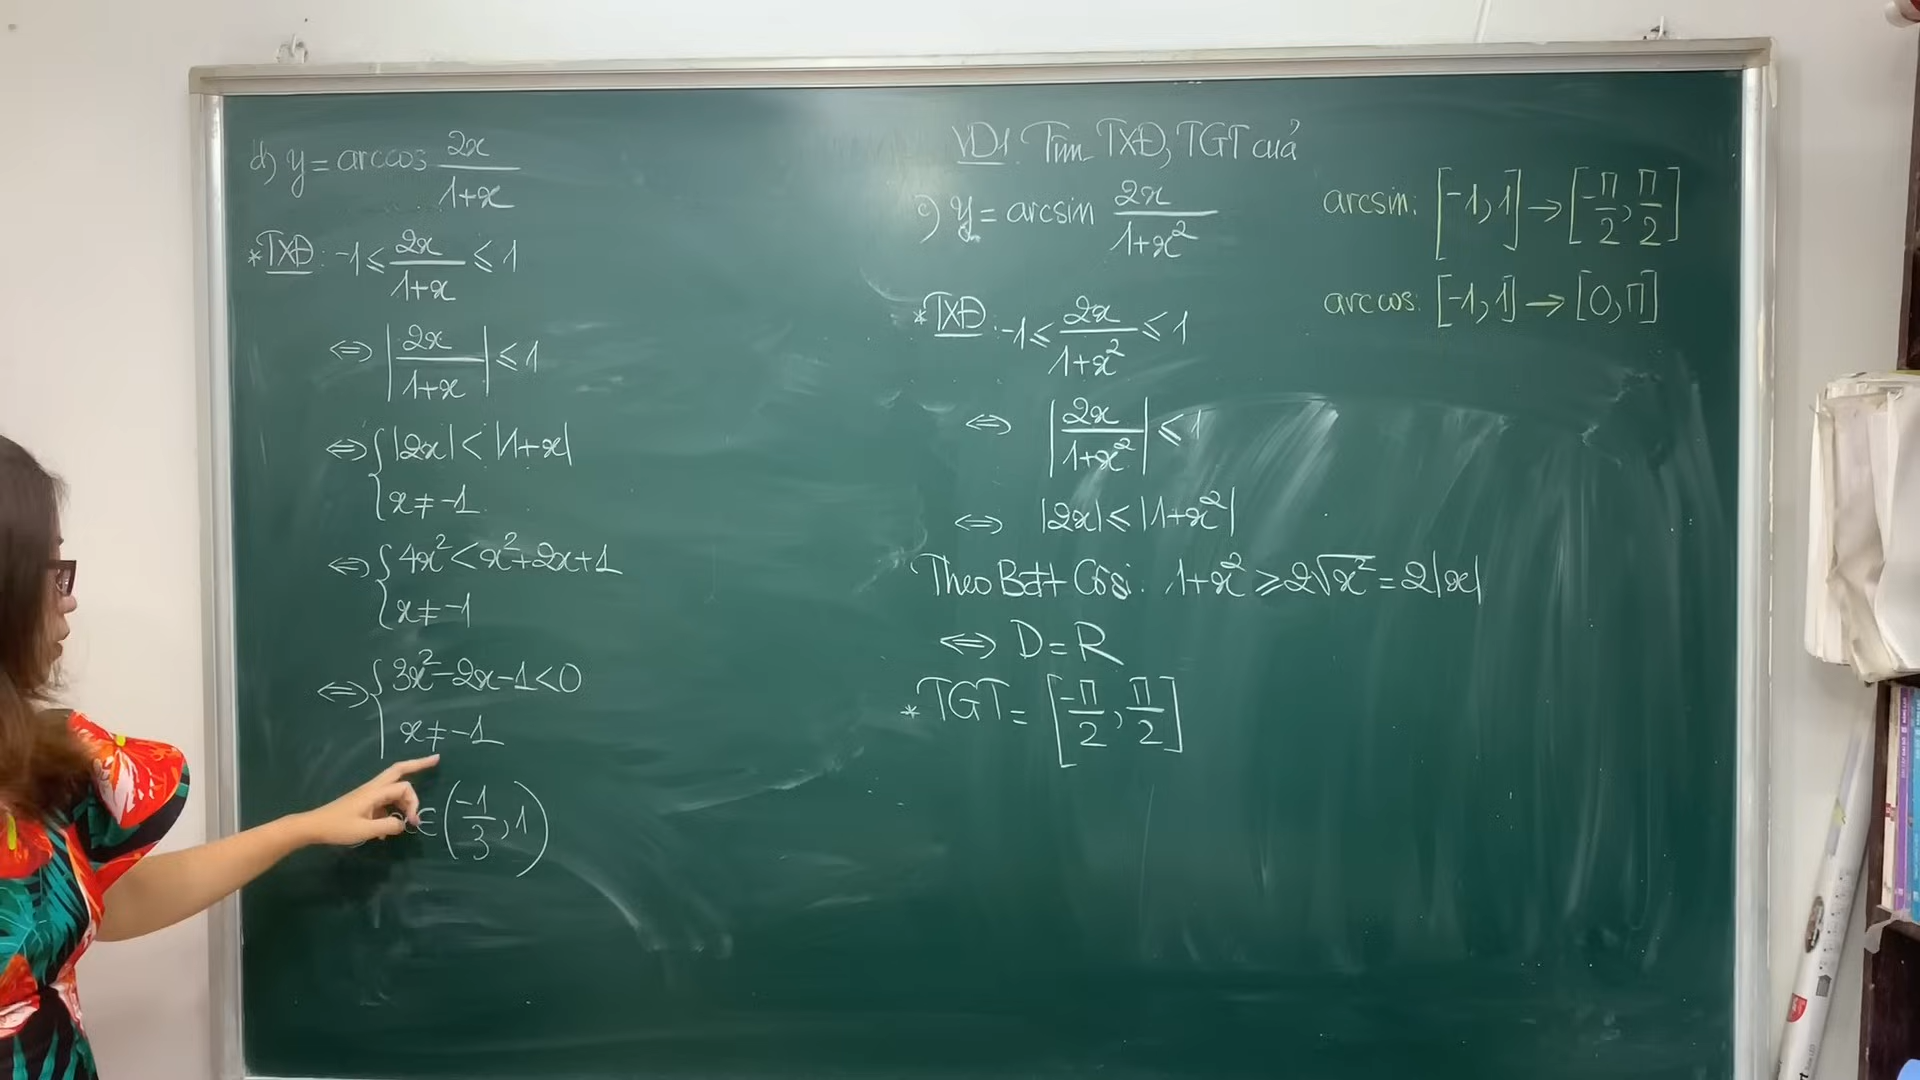 d) y = arccos 2x/(1+x)
* TXĐ: -1 ≤ 2x/(1+x) ≤ 1
⇔ |2x/(1+x)| ≤ 1
⇔ { |2x| < |1+x|
x ≠ -1
⇔ { 4x² < x²+2x+1
x ≠ -1
⇔ { 3x²-2x-1 < 0
x ≠ -1
x ∈ (-1/3, 1)
VD1. Tìm TXĐ, TGT của
c) y = arcsin 2x/(1+x²)
* TXĐ: -1 ≤ 2x/(1+x²) ≤ 1
⇔ |2x/(1+x²)| ≤ 1
⇔ |2x| ≤ |1+x²|
Theo Bđt Côsi: 1+x² ≥ 2√x² = 2|x|
⇔ D = R
* TGT = [-π/2, π/2]
arcsin: [-1, 1] → [-π/2, π/2]
arccos: [-1, 1] → [0, π]